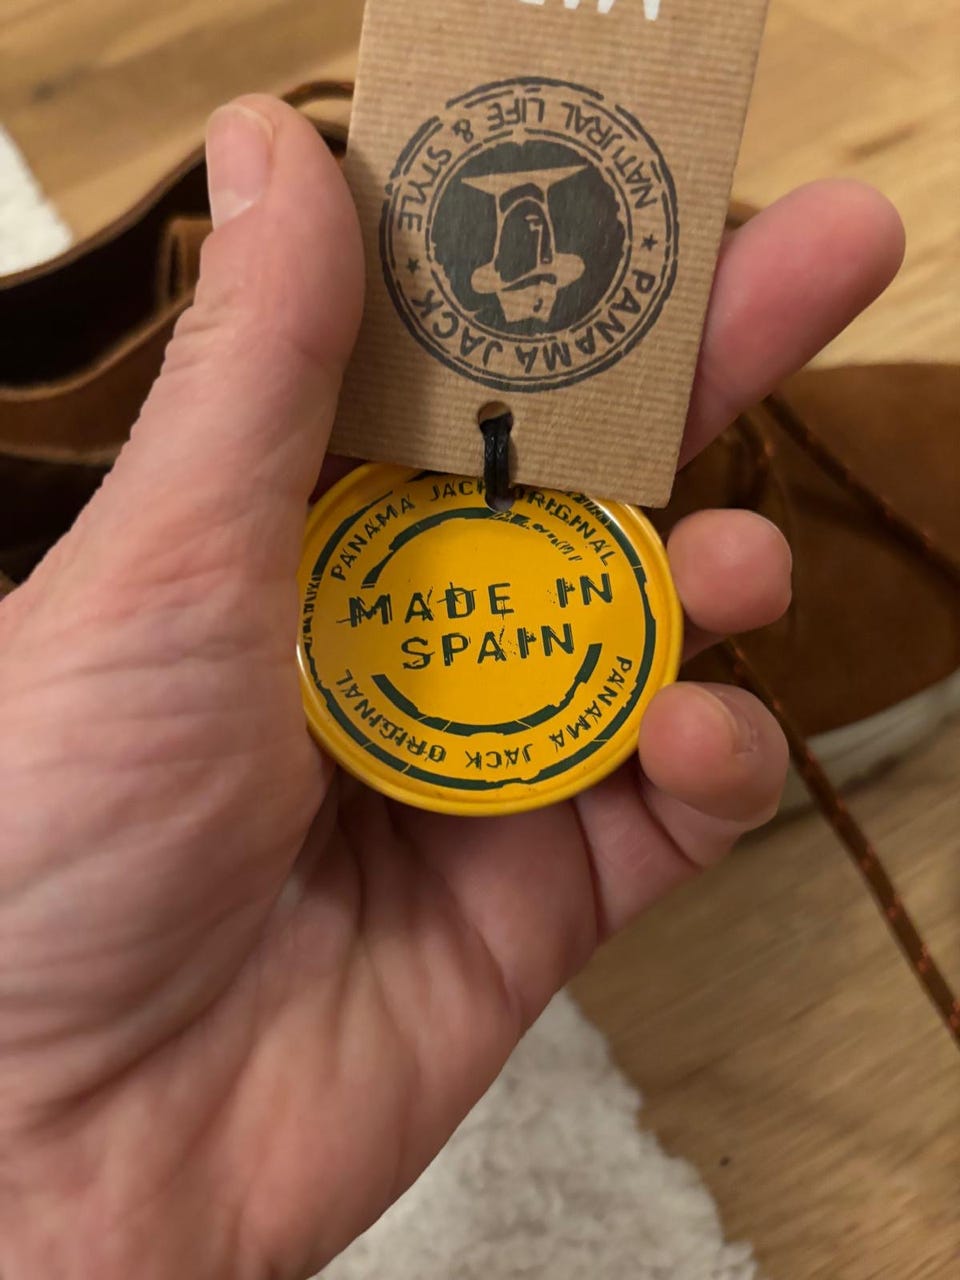 NATURAL LIFE & STYLE
PANAMA JACK
PANAMA JACK ORIGINAL
MADE IN
SPAIN
PANAMA JACK ORIGINAL